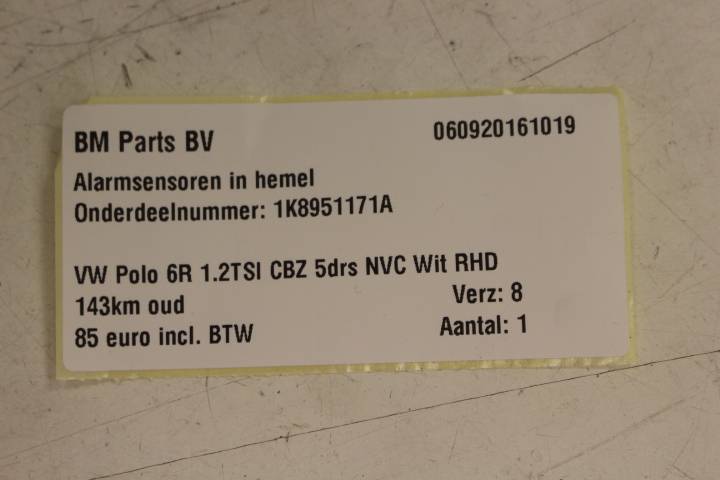 BM Parts BV 060920161019
Alarmsensoren in hemel
Onderdeelnummer: 1K8951171A
VW Polo 6R 1.2TSI CBZ 5drs NVC Wit RHD
143km oud Verz: 8
85 euro incl. BTW Aantal: 1